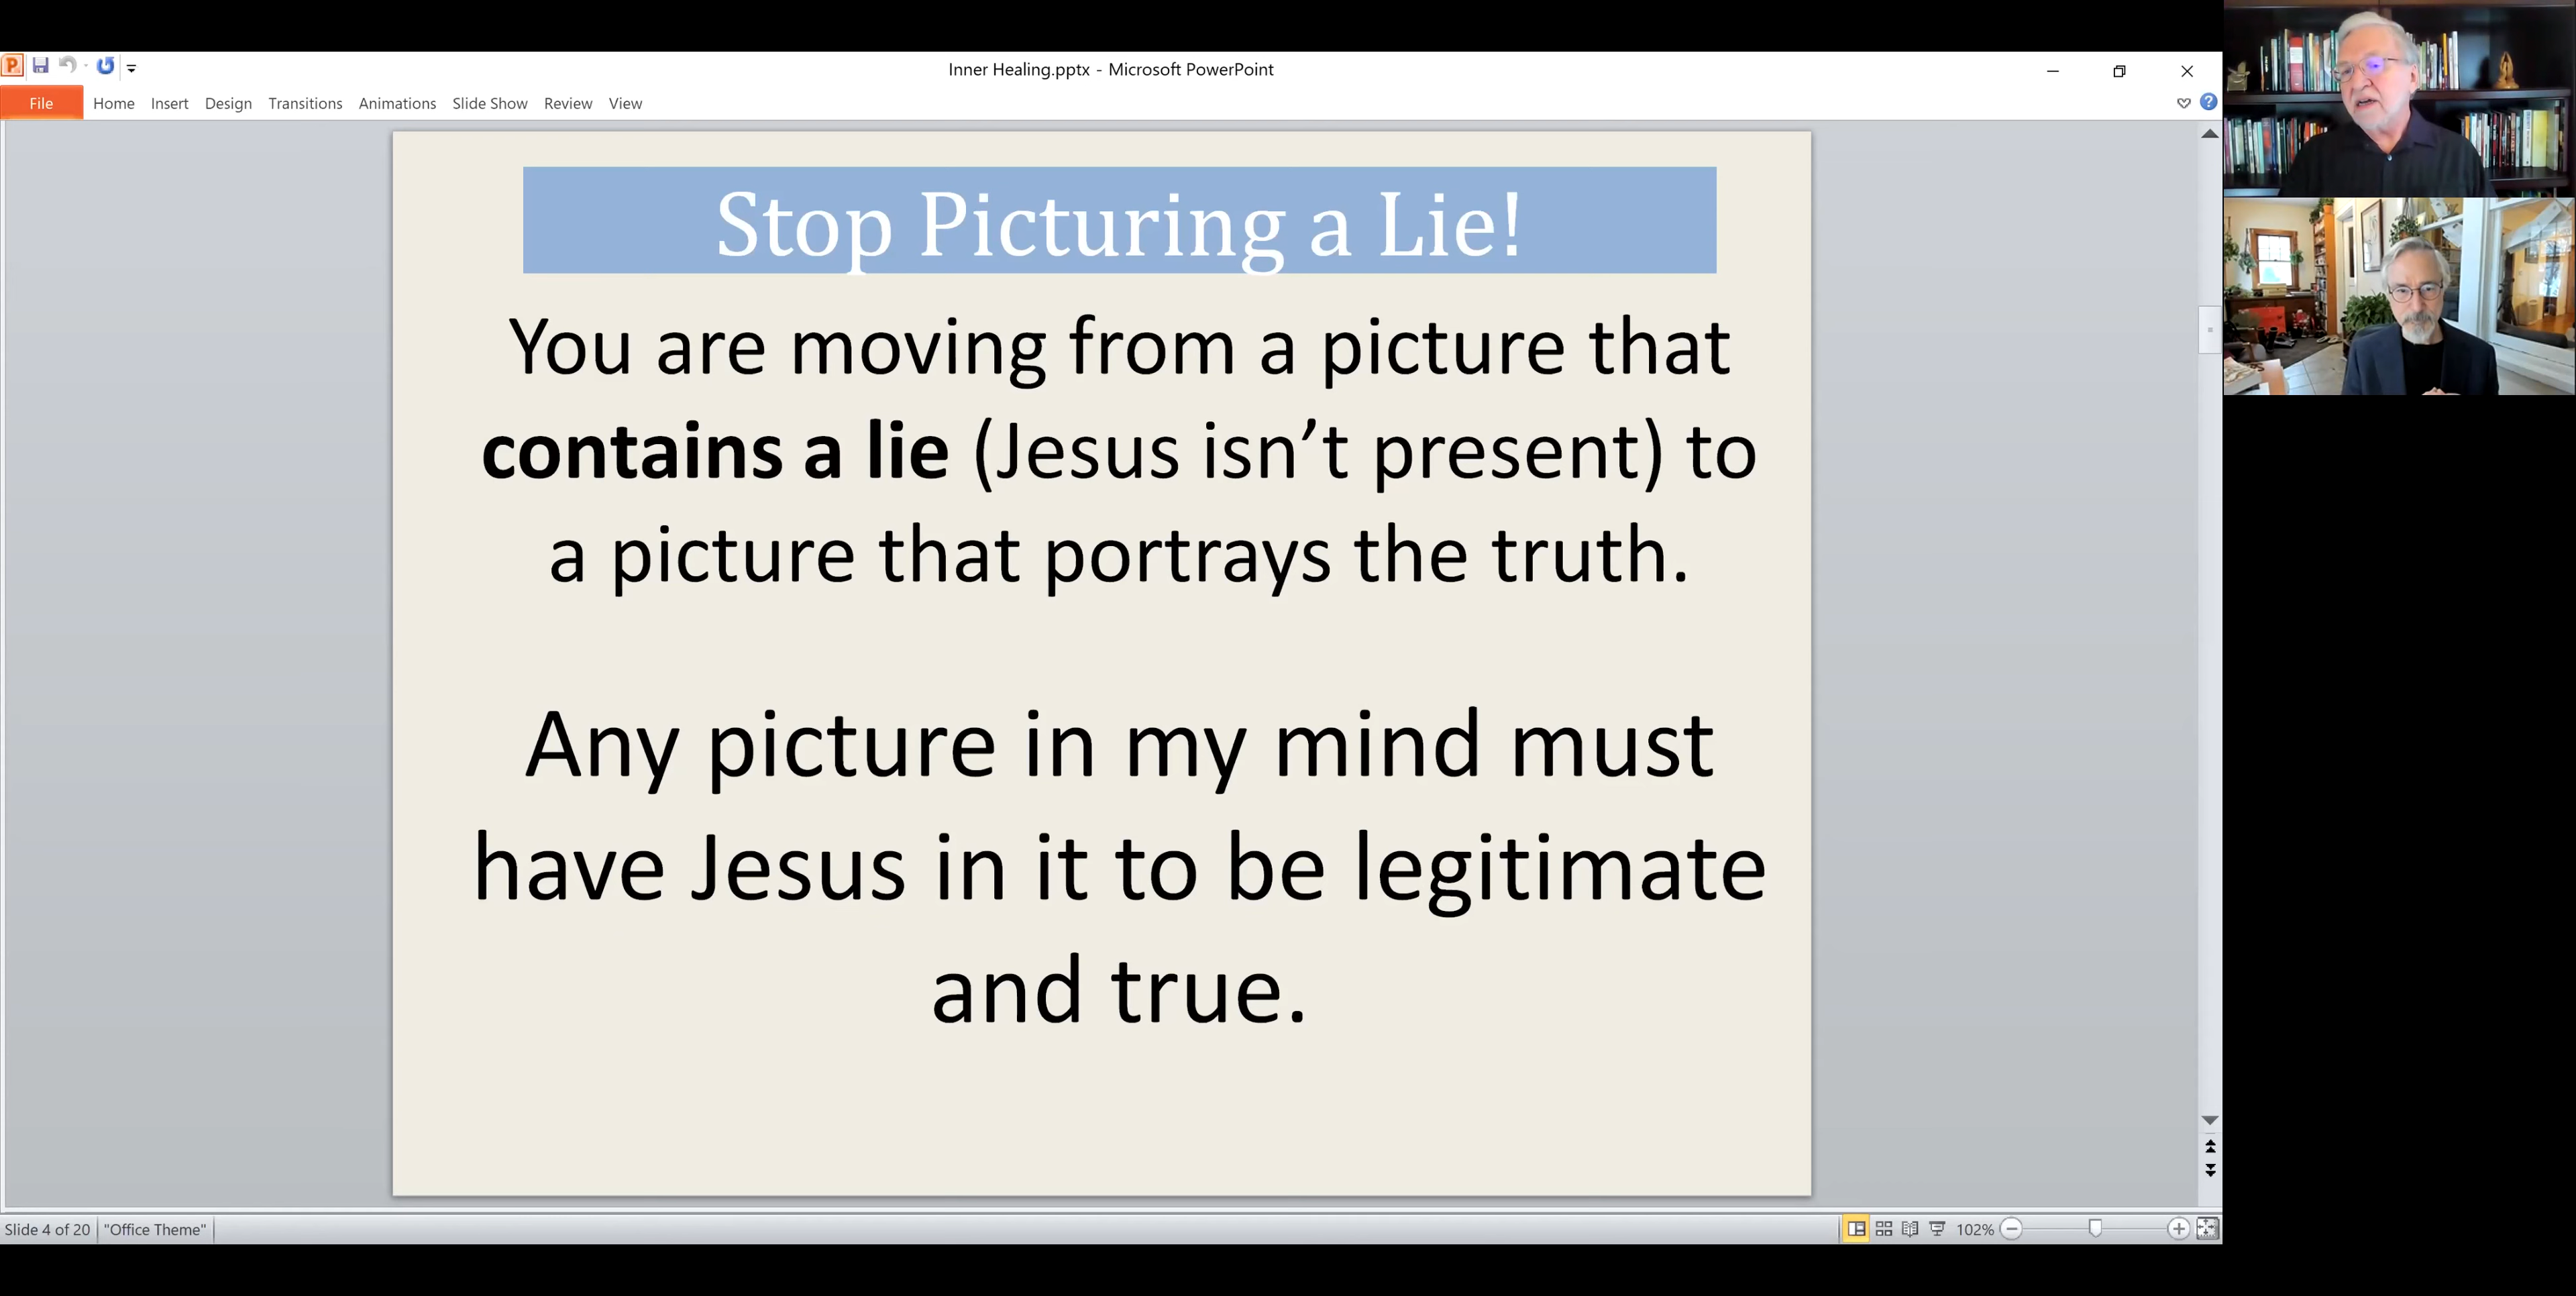 Inner Healing.pptx - Microsoft PowerPoint
File Home Insert Design Transitions Animations Slide Show Review View
Stop Picturing a Lie!
You are moving from a picture that
contains a lie (Jesus isn’t present) to
a picture that portrays the truth.
Any picture in my mind must
have Jesus in it to be legitimate
and true.
Slide 4 of 20 "Office Theme" 102%